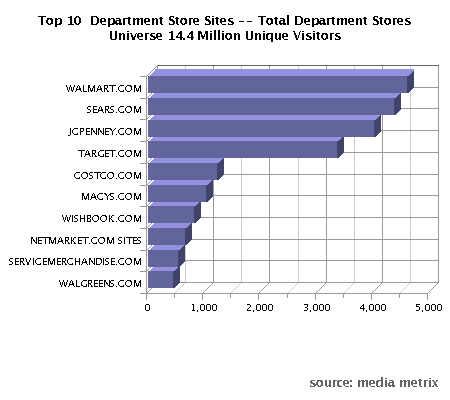 Top 10  Department Store Sites -- Total Department Stores
Universe 14.4 Million Unique Visitors
WALMART.COM
SEARS.COM
JCPENNEY.COM
TARGET.COM
COSTCO.COM
MACYS.COM
WISHBOOK.COM
NETMARKET.COM SITES
SERVICEMERCHANDISE.COM
WALGREENS.COM
0 1,000 2,000 3,000 4,000 5,000
source: media metrix